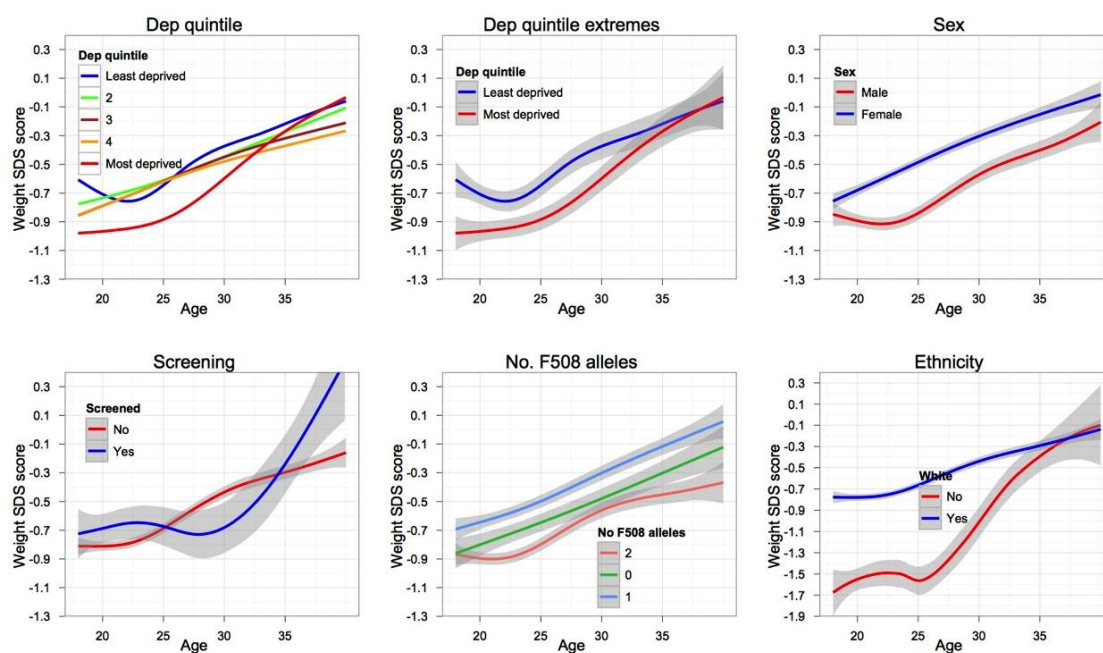 Dep quintile
Weight SDS score
0.3
0.1
-0.1
-0.3
-0.5
-0.7
-0.9
-1.1
-1.3
Dep quintile
Least deprived
2
3
4
Most deprived
20
25
30
35
Age
Dep quintile extremes
Weight SDS score
0.3
0.1
-0.1
-0.3
-0.5
-0.7
-0.9
-1.1
-1.3
Dep quintile
Least deprived
Most deprived
20
25
30
35
Age
Sex
Weight SDS score
0.3
0.1
-0.1
-0.3
-0.5
-0.7
-0.9
-1.1
-1.3
Sex
Male
Female
20
25
30
35
Age
Screening
Weight SDS score
0.3
0.1
-0.1
-0.3
-0.5
-0.7
-0.9
-1.1
-1.3
Screened
No
Yes
20
25
30
35
Age
No. F508 alleles
Weight SDS score
0.3
0.1
-0.1
-0.3
-0.5
-0.7
-0.9
-1.1
-1.3
No F508 alleles
2
0
1
20
25
30
35
Age
Ethnicity
Weight SDS score
0.3
0.1
-0.1
-0.3
-0.5
-0.7
-0.9
-1.1
-1.3
-1.5
-1.7
-1.9
White
No
Yes
20
25
30
35
Age